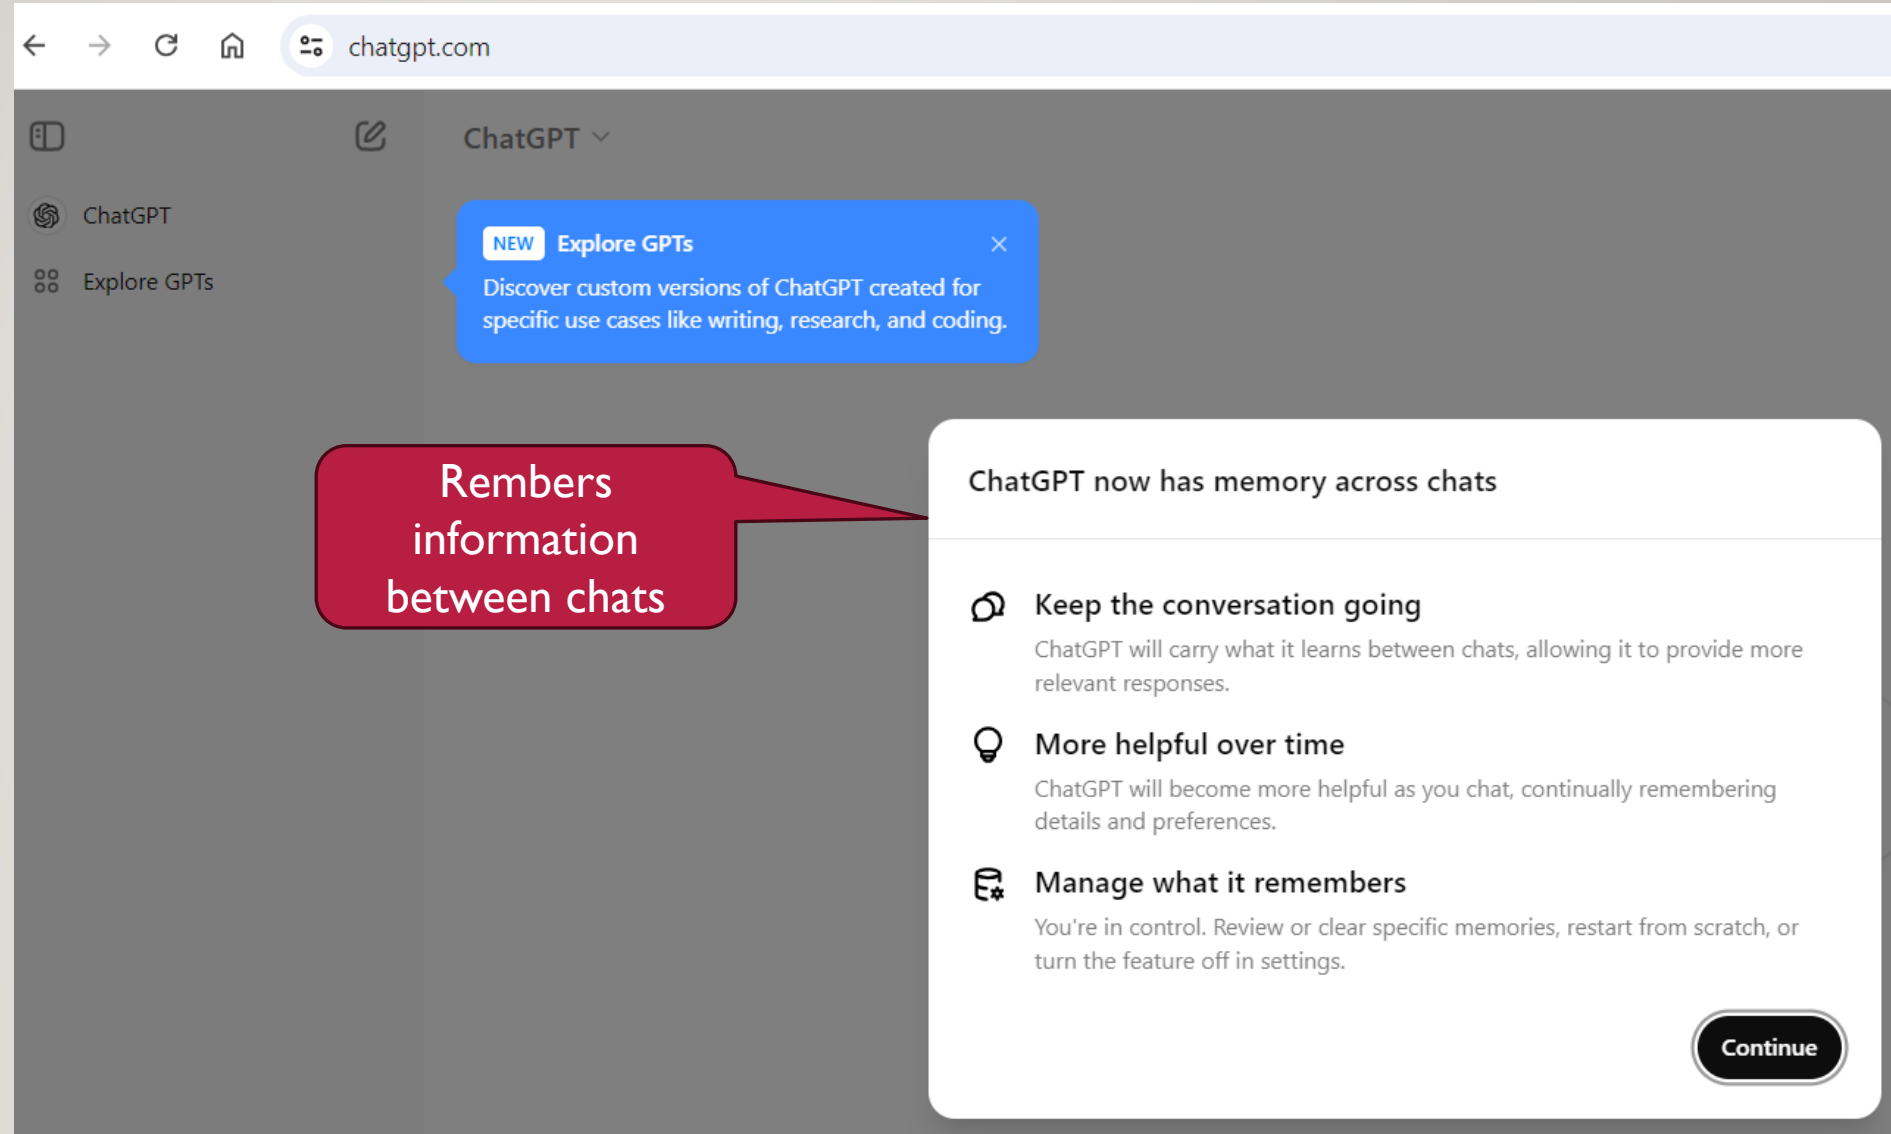 chatgpt.com
ChatGPT
ChatGPT
Explore GPTs
NEW Explore GPTs
Discover custom versions of ChatGPT created for
specific use cases like writing, research, and coding.
Rembers
information
between chats
ChatGPT now has memory across chats
Keep the conversation going
ChatGPT will carry what it learns between chats, allowing it to provide more
relevant responses.
More helpful over time
ChatGPT will become more helpful as you chat, continually remembering
details and preferences.
Manage what it remembers
You're in control. Review or clear specific memories, restart from scratch, or
turn the feature off in settings.
Continue